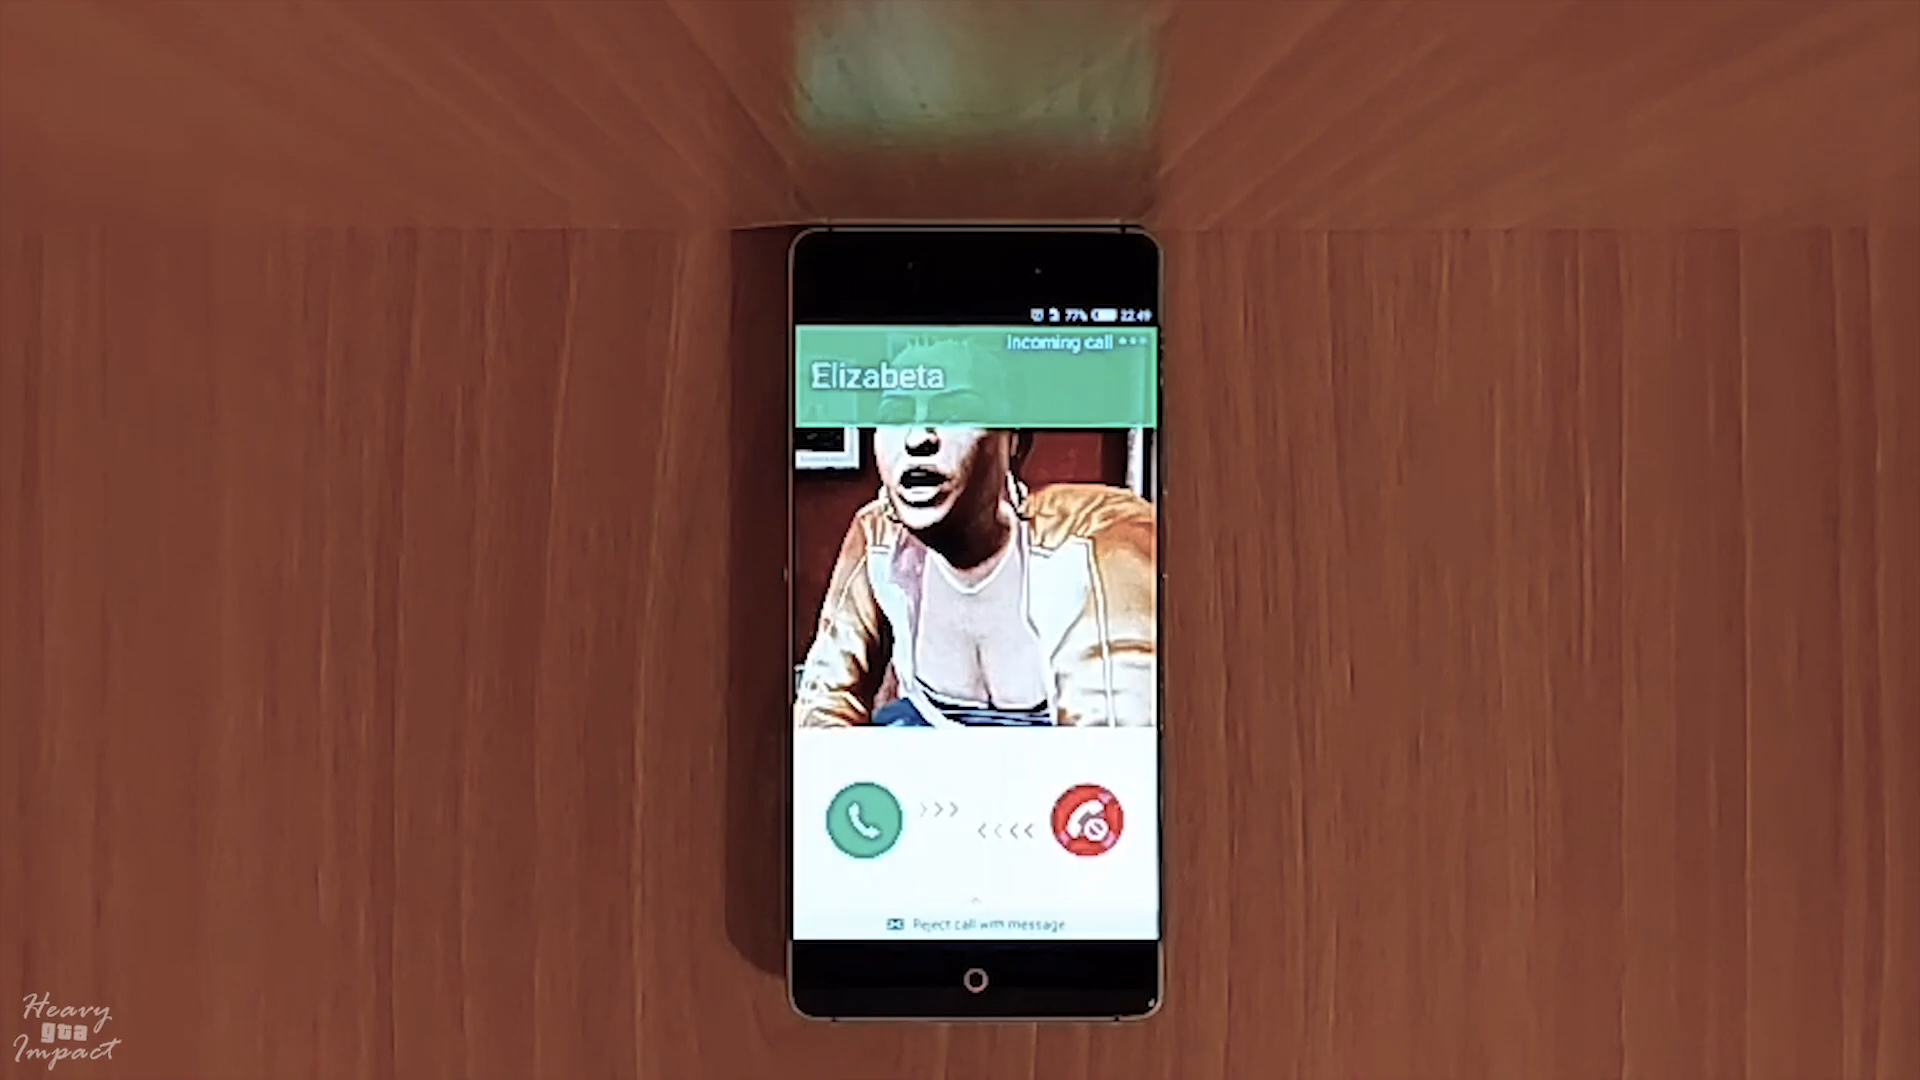 77% 22:49
Incoming call
Elizabeta
Reject call with message
Heavy
gta
Impact